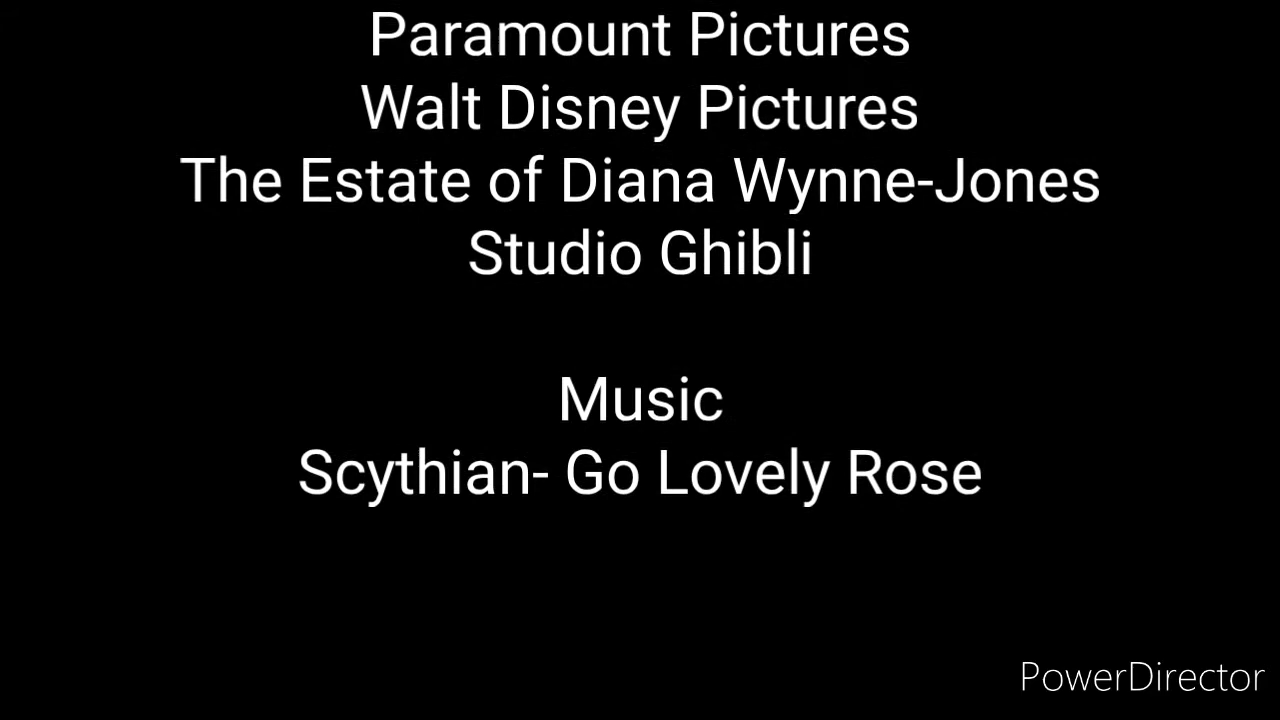 Paramount Pictures
Walt Disney Pictures
The Estate of Diana Wynne-Jones
Studio Ghibli
Music
Scythian- Go Lovely Rose
PowerDirector